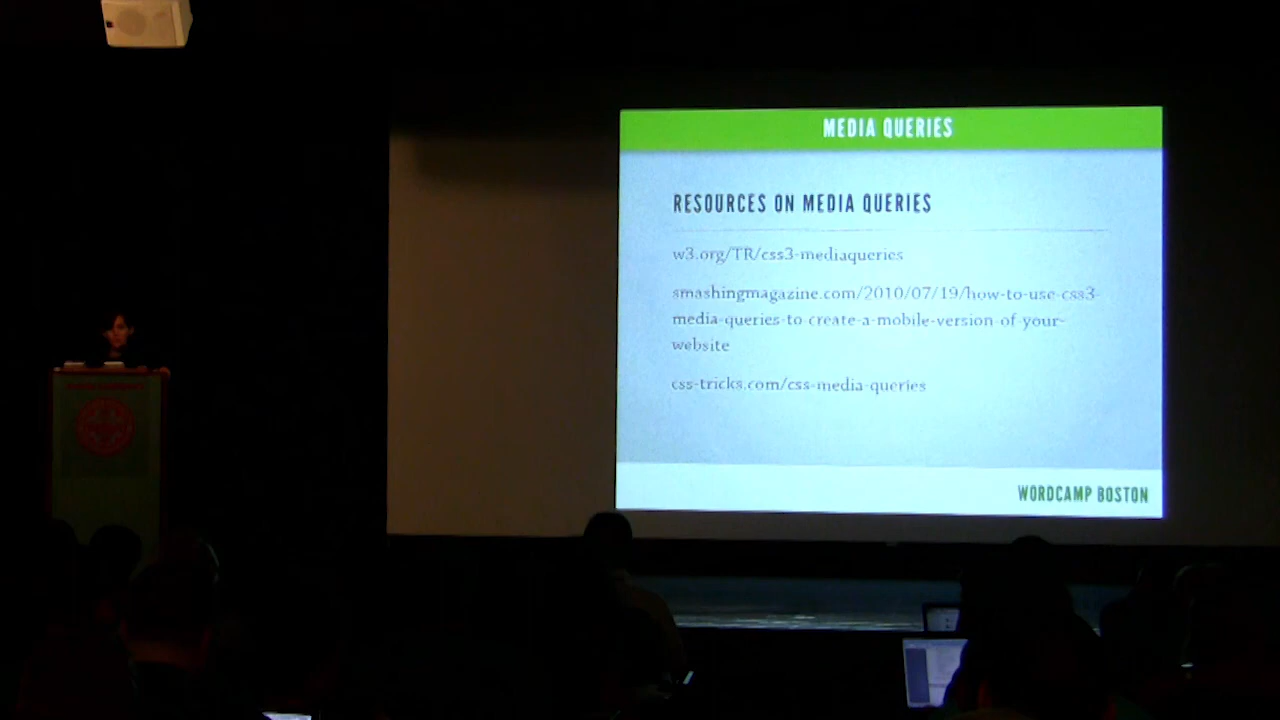 MEDIA QUERIES
RESOURCES ON MEDIA QUERIES
w3.org/TR/css3-mediaqueries
smashingmagazine.com/2010/07/19/how-to-use-css3-
media-queries-to-create-a-mobile-version-of-your-
website
css-tricks.com/css-media-queries
WORDCAMP BOSTON